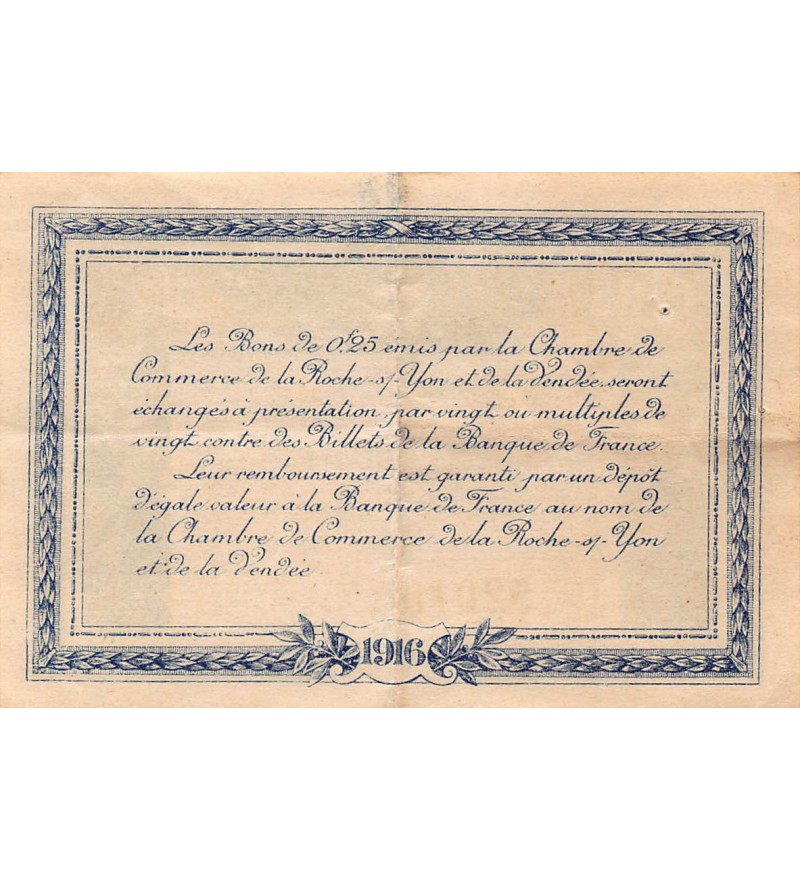 Les Bons de 0f,25 émis par la Chambre de
Commerce de la Roche-s/-Yon et de la Vendée, seront
échangés à présentation, par vingt ou multiples de
vingt contre des Billets de la Banque de France.
Leur remboursement est garanti par un dépôt
d'égale valeur à la Banque de France au nom de
la Chambre de Commerce de la Roche-s/-Yon
et de la Vendée
1916